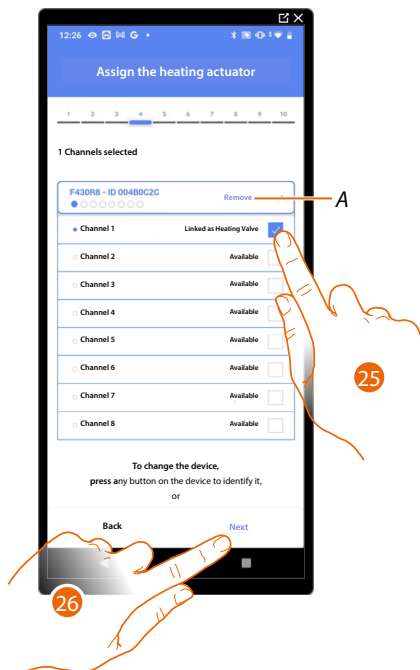 12:26 G
Assign the heating actuator
1 2 3 4 5 6 7 8 9 10
1 Channels selected
F430R8 - ID 004B0C2C
Remove
A
Channel 1 Linked as Heating Valve
Channel 2 Available
Channel 3 Available
Channel 4 Available
Channel 5 Available
Channel 6 Available
Channel 7 Available
Channel 8 Available
25
To change the device,
press any button on the device to identify it,
or
Back Next
26